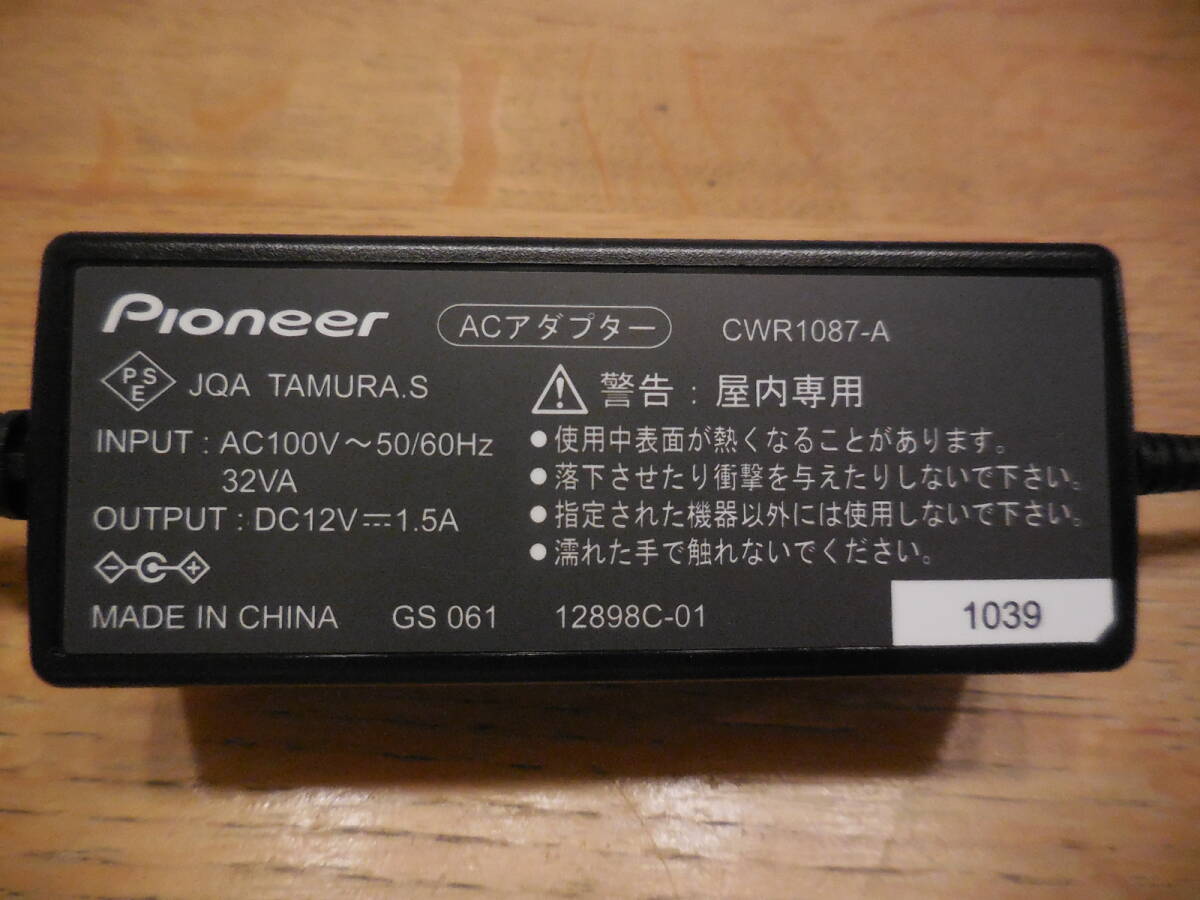 Pioneer ACアダプター CWR1087-A
PSE JQA TAMURA.S
INPUT : AC100V～50/60Hz
32VA
OUTPUT : DC12V⎓1.5A
MADE IN CHINA GS 061 12898C-01
警告 : 屋内専用
●使用中表面が熱くなることがあります。
●落下させたり衝撃を与えたりしないで下さい。
●指定された機器以外には使用しないで下さい。
●濡れた手で触れないでください。
1039